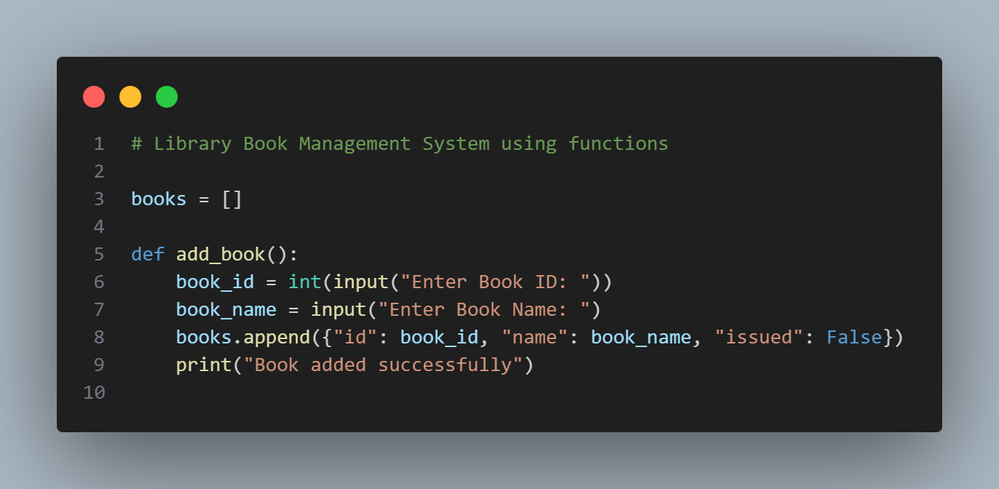 1 # Library Book Management System using functions
2
3 books = []
4
5 def add_book():
6     book_id = int(input("Enter Book ID: "))
7     book_name = input("Enter Book Name: ")
8     books.append({"id": book_id, "name": book_name, "issued": False})
9     print("Book added successfully")
10